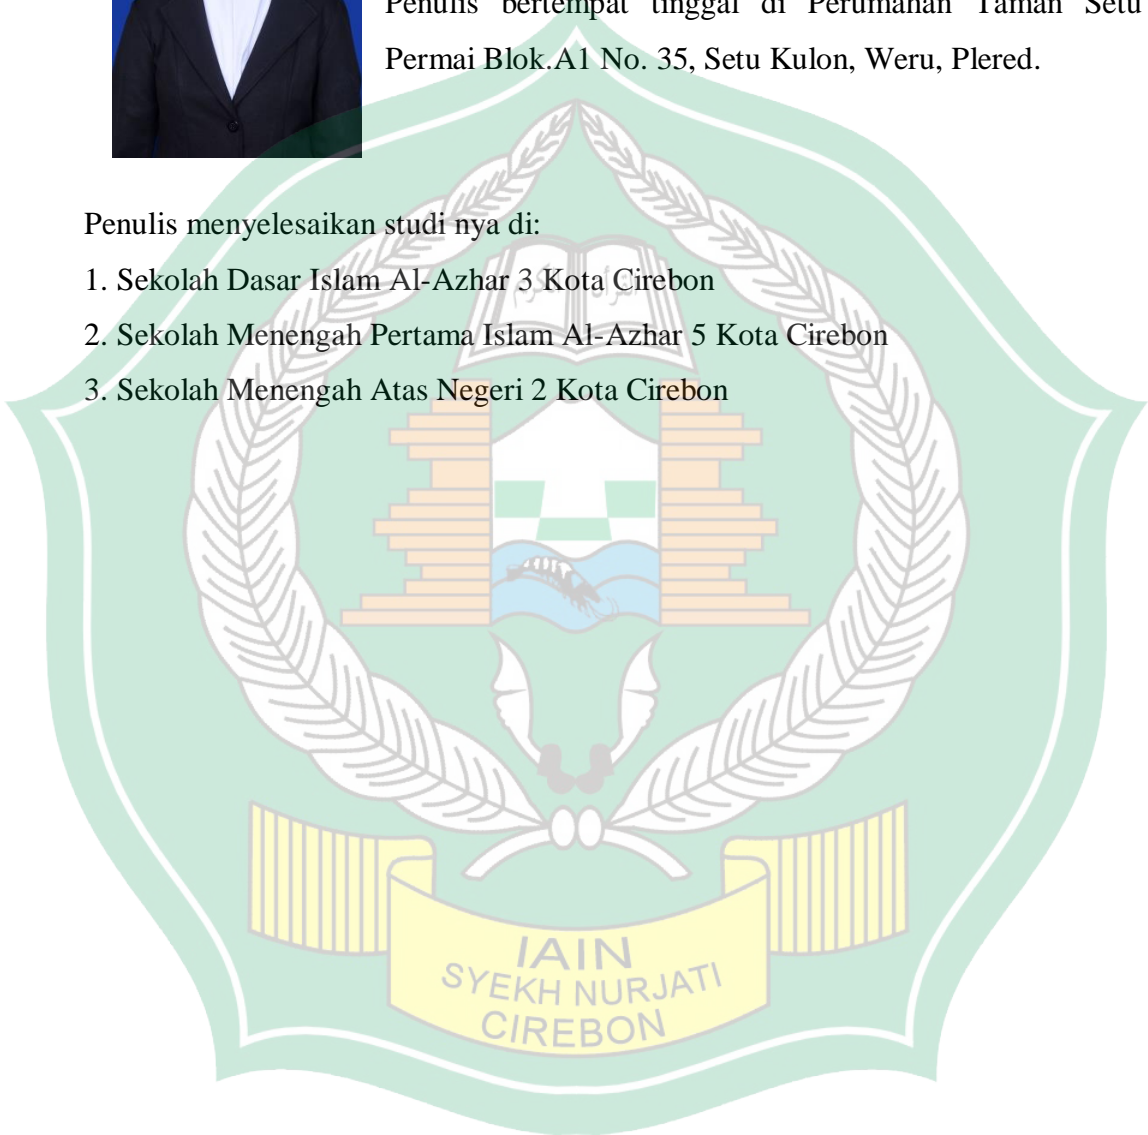 Penulis bertempat tinggal di Perumahan Taman Setu
Permai Blok.A1 No. 35, Setu Kulon, Weru, Plered.
Penulis menyelesaikan studi nya di:
1. Sekolah Dasar Islam Al-Azhar 3 Kota Cirebon
2. Sekolah Menengah Pertama Islam Al-Azhar 5 Kota Cirebon
3. Sekolah Menengah Atas Negeri 2 Kota Cirebon
القرآن الكريم
IAIN
SYEKH NURJATI
CIREBON